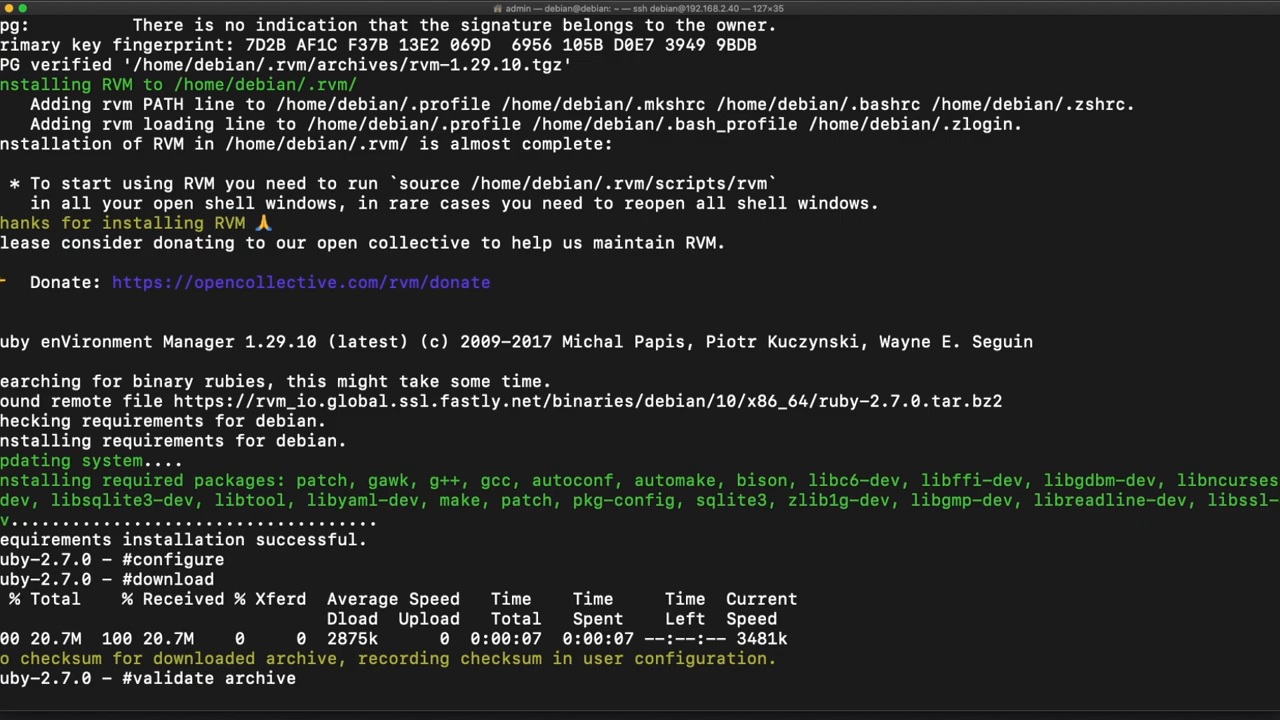 admin — debian@debian: ~ — ssh debian@192.168.2.40 — 127×35
pg:          There is no indication that the signature belongs to the owner.
rimary key fingerprint: 7D2B AF1C F37B 13E2 069D  6956 105B D0E7 3949 9BDB
PG verified '/home/debian/.rvm/archives/rvm-1.29.10.tgz'
nstalling RVM to /home/debian/.rvm/
   Adding rvm PATH line to /home/debian/.profile /home/debian/.mkshrc /home/debian/.bashrc /home/debian/.zshrc.
   Adding rvm loading line to /home/debian/.profile /home/debian/.bash_profile /home/debian/.zlogin.
nstallation of RVM in /home/debian/.rvm/ is almost complete:
 * To start using RVM you need to run `source /home/debian/.rvm/scripts/rvm`
   in all your open shell windows, in rare cases you need to reopen all shell windows.
hanks for installing RVM 🙏
lease consider donating to our open collective to help us maintain RVM.
   Donate: https://opencollective.com/rvm/donate
uby enVironment Manager 1.29.10 (latest) (c) 2009-2017 Michal Papis, Piotr Kuczynski, Wayne E. Seguin
earching for binary rubies, this might take some time.
ound remote file https://rvm_io.global.ssl.fastly.net/binaries/debian/10/x86_64/ruby-2.7.0.tar.bz2
hecking requirements for debian.
nstalling requirements for debian.
pdating system....
nstalling required packages: patch, gawk, g++, gcc, autoconf, automake, bison, libc6-dev, libffi-dev, libgdbm-dev, libncurses
dev, libsqlite3-dev, libtool, libyaml-dev, make, patch, pkg-config, sqlite3, zlib1g-dev, libgmp-dev, libreadline-dev, libssl-
v....................................
equirements installation successful.
uby-2.7.0 - #configure
uby-2.7.0 - #download
 % Total    % Received % Xferd  Average Speed   Time    Time     Time  Current
                                Dload  Upload   Total   Spent    Left  Speed
00 20.7M  100 20.7M    0     0  2875k      0  0:00:07  0:00:07 --:--:-- 3481k
o checksum for downloaded archive, recording checksum in user configuration.
uby-2.7.0 - #validate archive